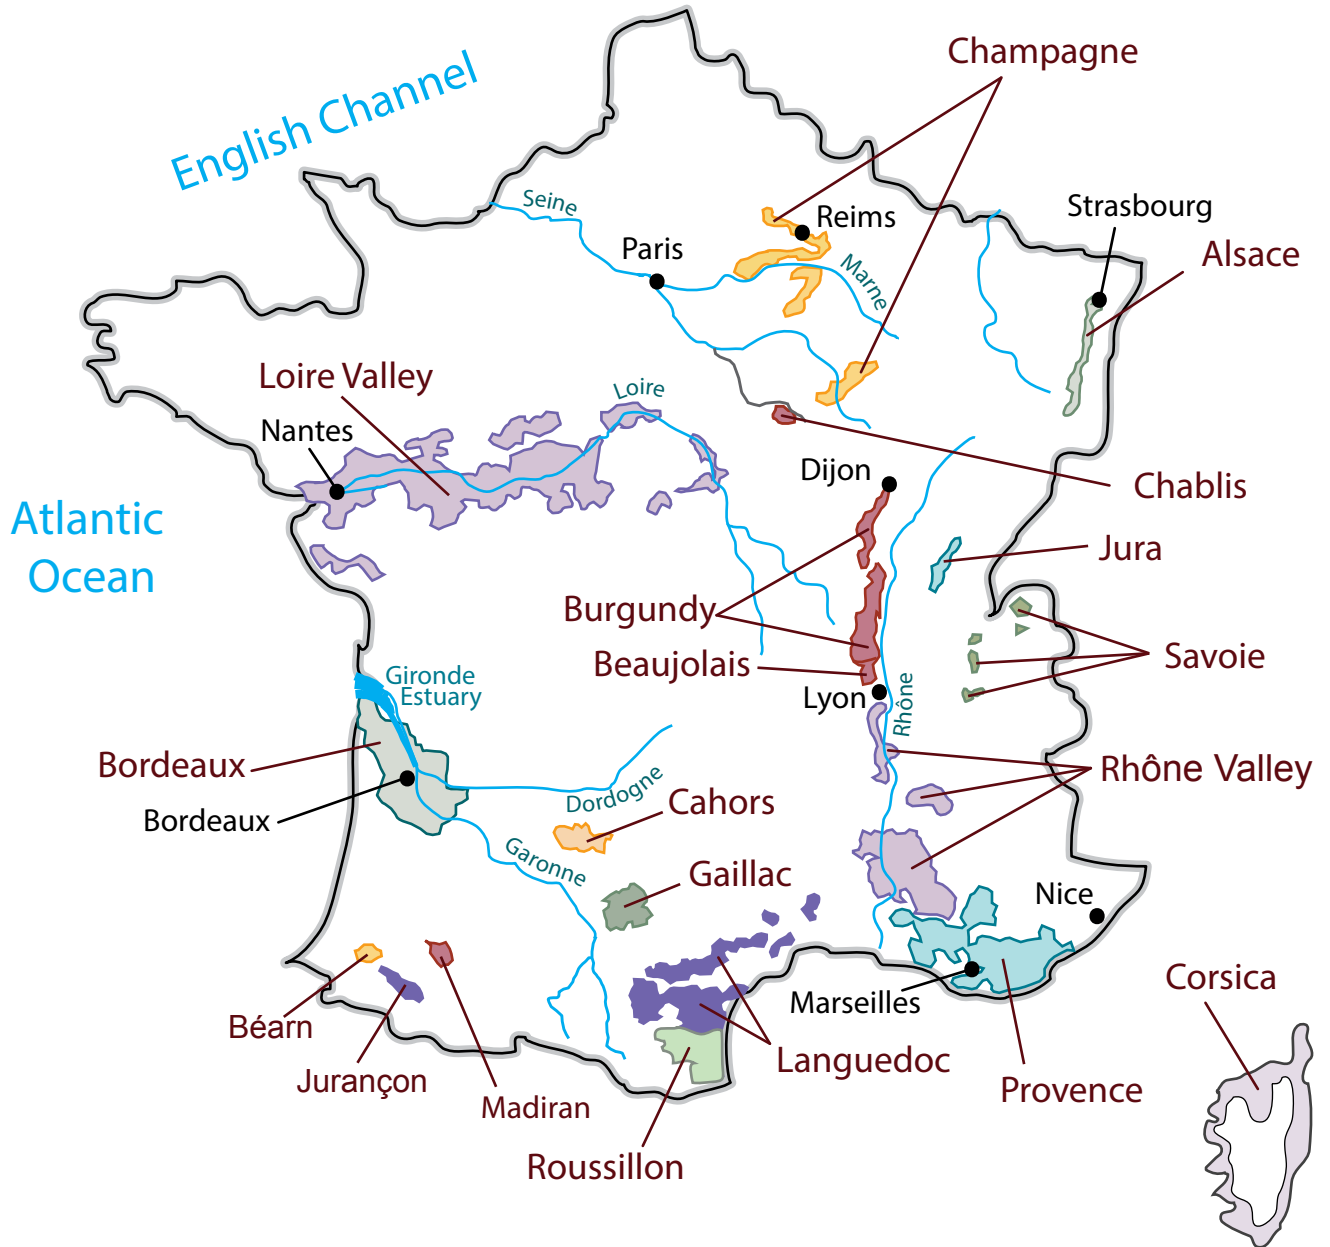 Champagne
English Channel
Seine
Reims
Strasbourg
Paris
Alsace
Marne
Loire Valley
Loire
Nantes
Dijon
Chablis
Atlantic
Ocean
Jura
Burgundy
Beaujolais
Savoie
Gironde
Estuary
Lyon
Rhône
Bordeaux
Rhône Valley
Dordogne
Cahors
Bordeaux
Garonne
Gaillac
Nice
Corsica
Marseilles
Béarn
Languedoc
Jurançon
Provence
Madiran
Roussillon